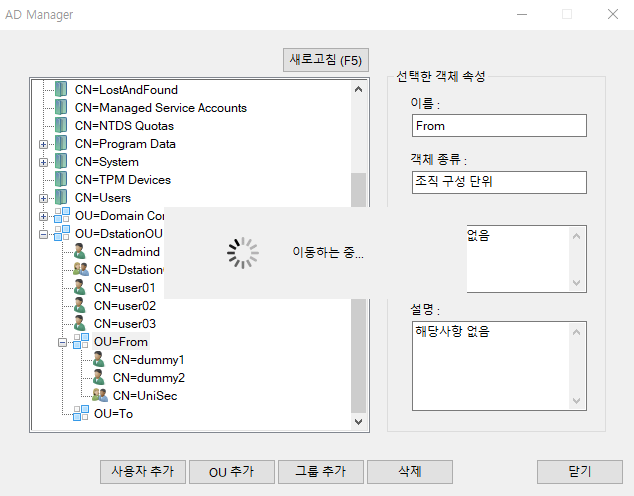 AD Manager
새로고침 (F5)
CN=LostAndFound
CN=Managed Service Accounts
CN=NTDS Quotas
CN=Program Data
CN=System
CN=TPM Devices
CN=Users
OU=Domain Cor
OU=DstationOU
CN=admind
CN=Dstation
CN=user01
CN=user02
CN=user03
OU=From
CN=dummy1
CN=dummy2
CN=UniSec
OU=To
이동하는 중...
선택한 객체 속성
이름 :
From
객체 종류 :
조직 구성 단위
없음
설명 :
해당사항 없음
사용자 추가
OU 추가
그룹 추가
삭제
닫기